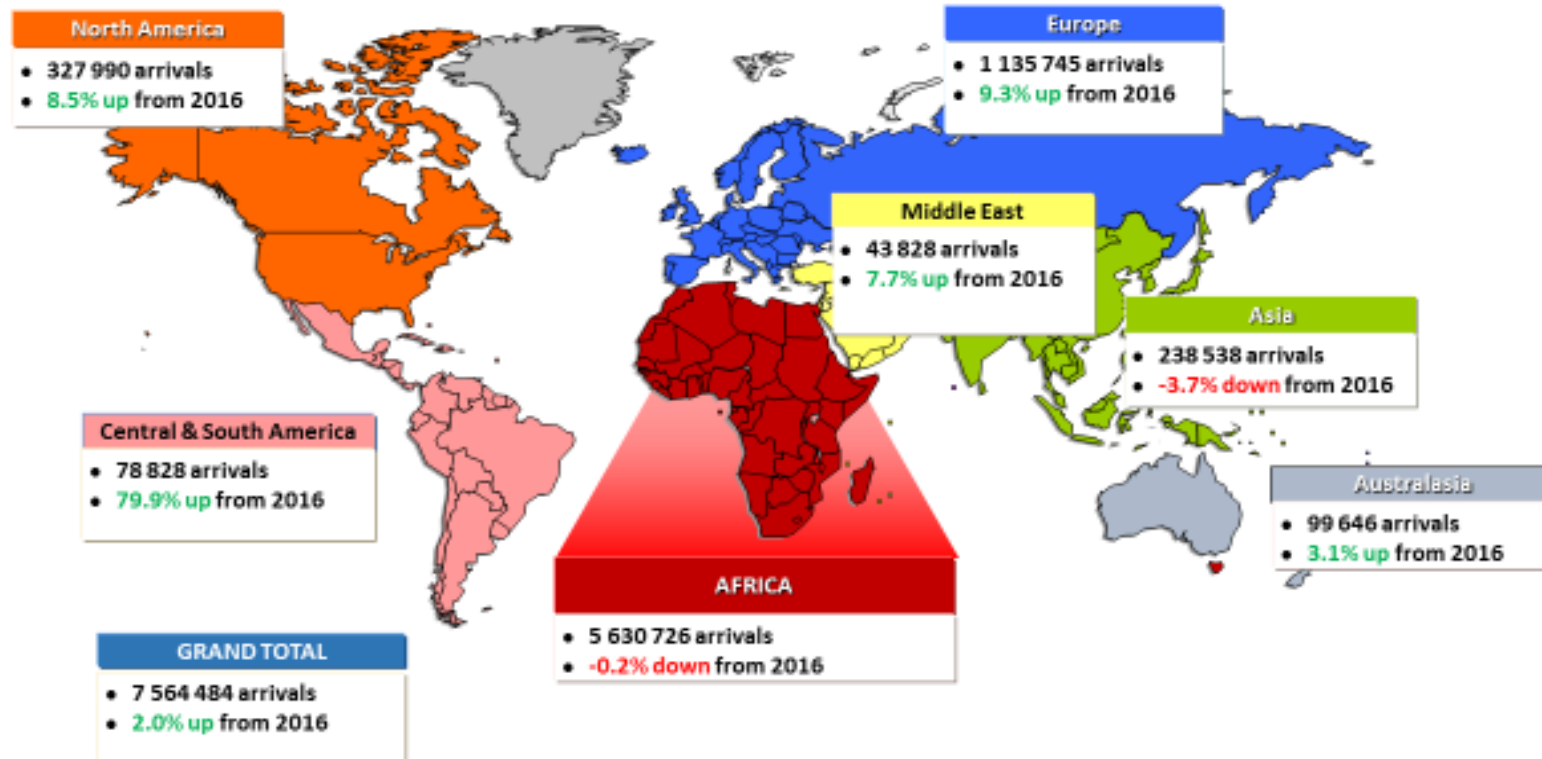 North America
• 327 990 arrivals
• 8.5% up from 2016
Europe
• 1 135 745 arrivals
• 9.3% up from 2016
Middle East
• 43 828 arrivals
• 7.7% up from 2016
Asia
• 238 538 arrivals
• -3.7% down from 2016
Central & South America
• 78 828 arrivals
• 79.9% up from 2016
Australasia
• 99 646 arrivals
• 3.1% up from 2016
AFRICA
• 5 630 726 arrivals
• -0.2% down from 2016
GRAND TOTAL
• 7 564 484 arrivals
• 2.0% up from 2016